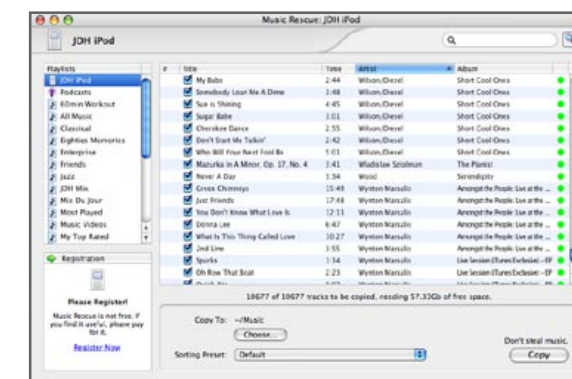 Music Rescue: JDH iPod
JDH iPod
Playlists
JDH iPod
Podcasts
60min Workout
All Music
Classical
Eighties Memories
Enterprise
Friends
Jazz
JDH Mix
Mix Du Jour
Most Played
Music Videos
My Top Rated
# Title Time Artist Album
My Babe 2:44 Wilson/Diesel Short Cool Ones
Somebody Loan Me A Dime 3:48 Wilson/Diesel Short Cool Ones
Sun is Shining 4:45 Wilson/Diesel Short Cool Ones
Sugar Babe 3:01 Wilson/Diesel Short Cool Ones
Cherokee Dance 2:55 Wilson/Diesel Short Cool Ones
Don't Start Me Talkin' 2:42 Wilson/Diesel Short Cool Ones
Who Will Your Next Fool Be 5:01 Wilson/Diesel Short Cool Ones
Mazurka in A Minor, Op. 17, No. 4 3:41 Wladislaw The Pianist
Never A Day 3:34 Wood Serendipity
Green Chimneys 15:49 Wynton Marsalis Amongst the People: Live at the ...
Just Friends 17:48 Wynton Marsalis Amongst the People: Live at the ...
You Don't Know What Love Is 12:11 Wynton Marsalis Amongst the People: Live at the ...
Donna Lee 6:47 Wynton Marsalis Amongst the People: Live at the ...
What Is This Thing Called Love 10:27 Wynton Marsalis Amongst the People: Live at the ...
2nd Line 3:55 Wynton Marsalis Amongst the People: Live at the ...
Sparks 3:14 Wynton Marsalis Live Session (iTunes Exclusive) - EP
Oh Row That Boat 2:23 Wynton Marsalis Live Session (iTunes Exclusive) - EP
Registration
Please Register!
Music Rescue is not free. If
you find it useful, please pay
for it.
Register Now
10677 of 10677 tracks to be copied, needing 57.33Gb of free space.
Copy To: ~/Music
Choose...
Sorting Preset: Default
Don't steal music.
Copy